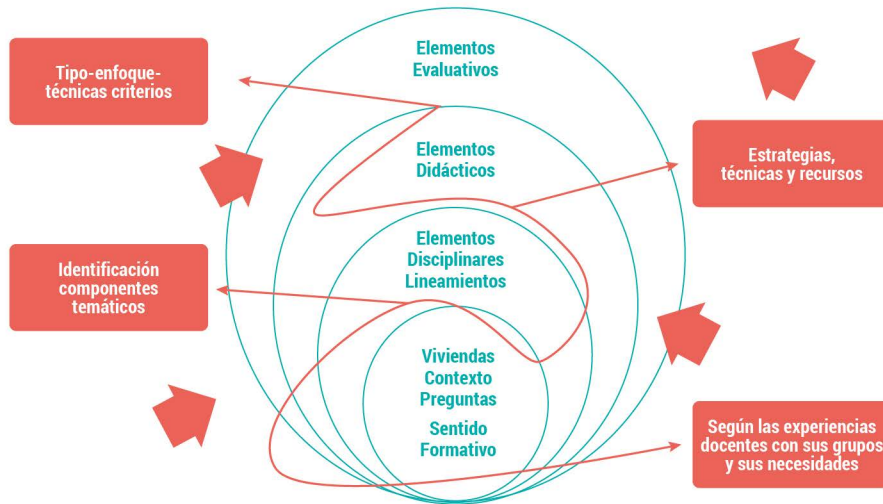 Elementos
Evaluativos
Tipo-enfoque-
técnicas criterios
Elementos
Didácticos
Estrategias,
técnicas y recursos
Elementos
Disciplinares
Lineamientos
Identificación
componentes
temáticos
Viviendas
Contexto
Preguntas
Sentido
Formativo
Según las experiencias
docentes con sus grupos
y sus necesidades